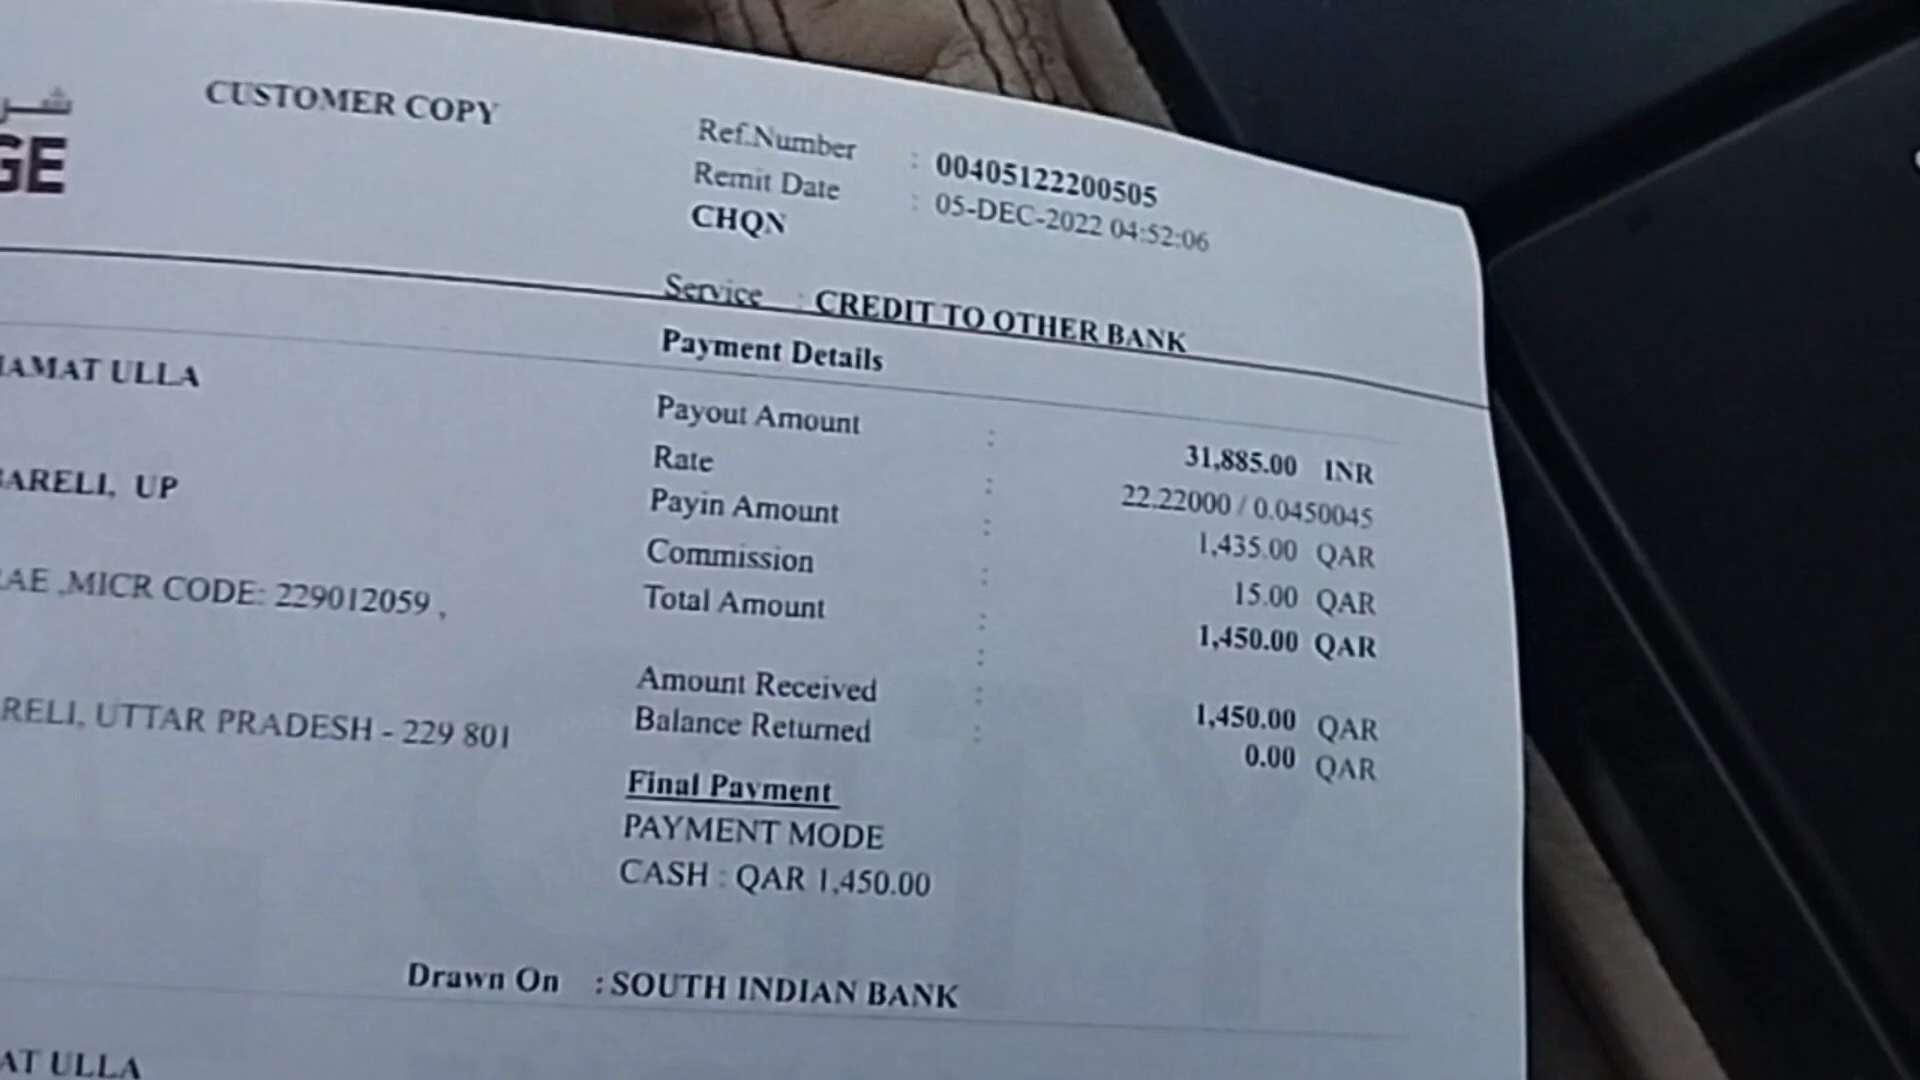 شر
GE
CUSTOMER COPY
Ref.Number : 00405122200505
Remit Date : 05-DEC-2022 04:52:06
CHQN
Service : CREDIT TO OTHER BANK
Payment Details
AMAT ULLA
Payout Amount : 31,885.00 INR
Rate : 22.22000 / 0.0450045
ARELI, UP
Payin Amount : 1,435.00 QAR
Commission : 15.00 QAR
AE ,MICR CODE: 229012059 ,
Total Amount : 1,450.00 QAR
:
Amount Received : 1,450.00 QAR
RELI, UTTAR PRADESH - 229 801
Balance Returned : 0.00 QAR
Final Payment
PAYMENT MODE
CASH : QAR 1,450.00
Drawn On : SOUTH INDIAN BANK
AT ULLA